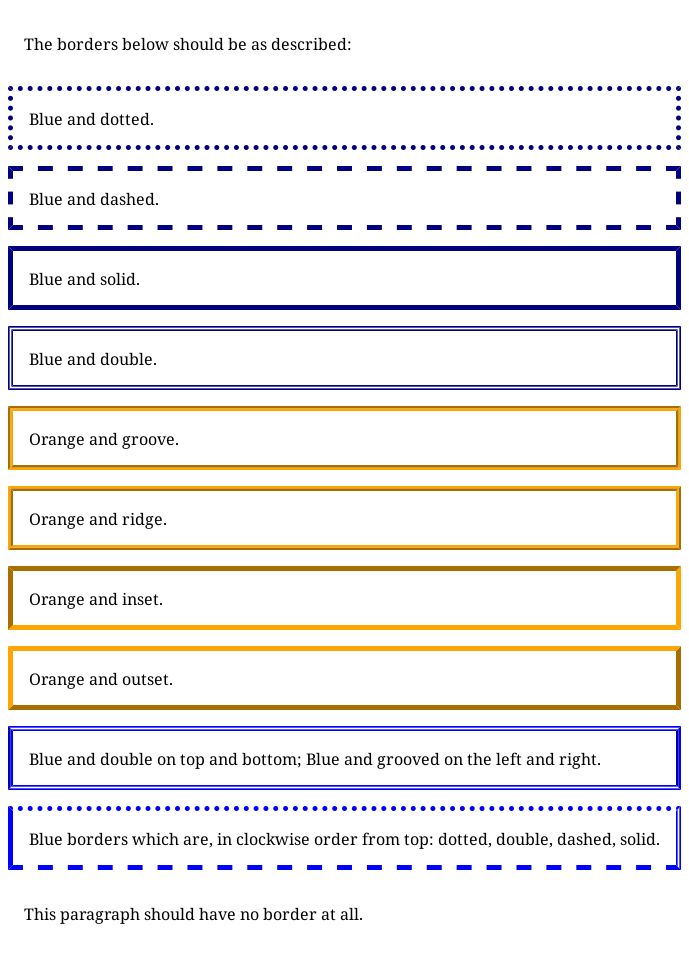 The borders below should be as described:
Blue and dotted.
Blue and dashed.
Blue and solid.
Blue and double.
Orange and groove.
Orange and ridge.
Orange and inset.
Orange and outset.
Blue and double on top and bottom; Blue and grooved on the left and right.
Blue borders which are, in clockwise order from top: dotted, double, dashed, solid.
This paragraph should have no border at all.